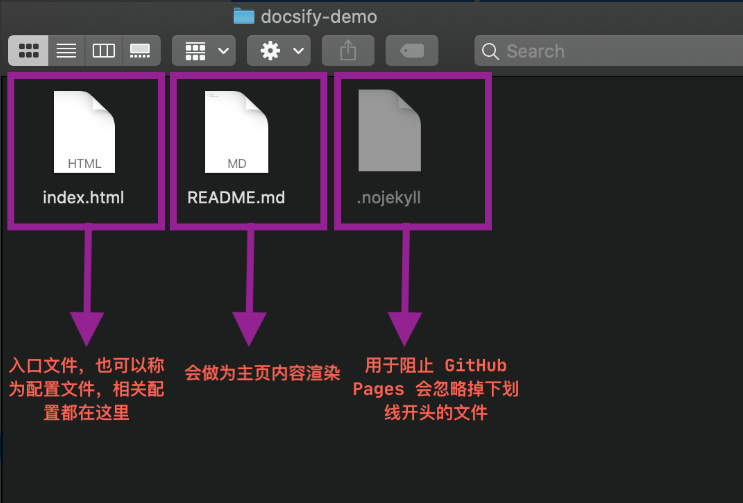 docsify-demo
Search
HTML
MD
index.html
README.md
.nojekyll
入口文件，也可以称
为配置文件，相关配
置都在这里
会做为主页内容渲染
用于阻止 GitHub
Pages 会忽略掉下划
线开头的文件